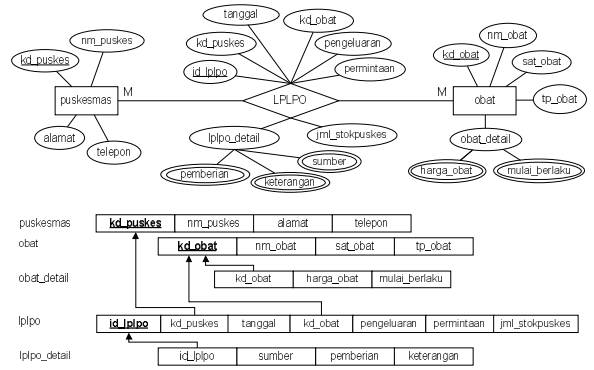 tanggal
kd_obat
nm_puskes
kd_puskes
pengeluaran
nm_obat
kd_obat
kd_puskes
id_lplpo
permintaan
sat_obat
puskesmas
M
LPLPO
M
obat
tp_obat
alamat
telepon
lplpo_detail
jml_stokpuskes
obat_detail
pemberian
sumber
keterangan
harga_obat
mulai_berlaku
puskesmas kd_puskes nm_puskes alamat telepon
obat kd_obat nm_obat sat_obat tp_obat
obat_detail kd_obat harga_obat mulai_berlaku
lplpo id_lplpo kd_puskes tanggal kd_obat pengeluaran permintaan jml_stokpuskes
lplpo_detail id_lplpo sumber pemberian keterangan